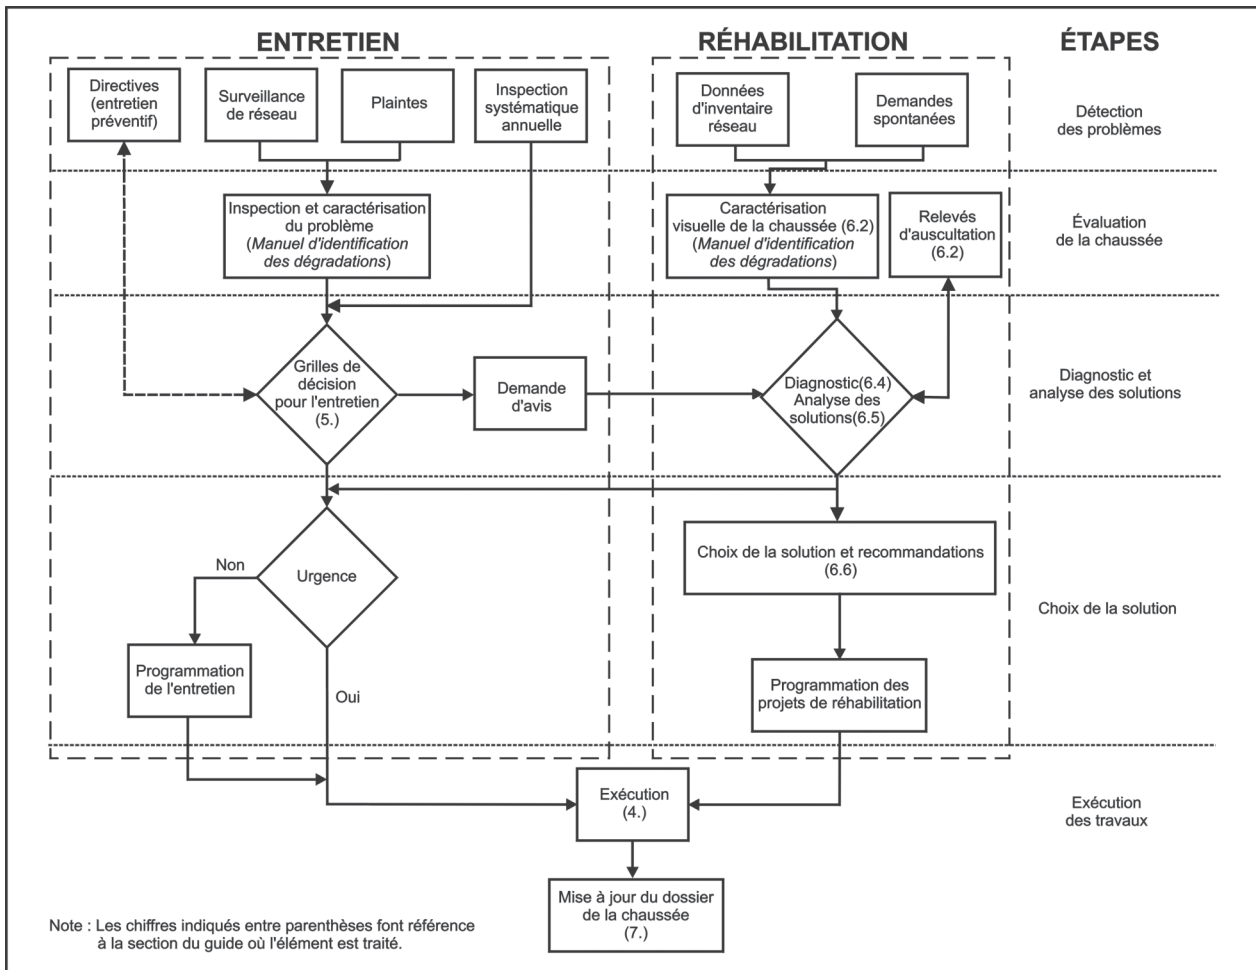 ENTRETIEN
RÉHABILITATION
ÉTAPES
Directives
(entretien
préventif)
Surveillance
de réseau
Plaintes
Inspection
systématique
annuelle
Données
d'inventaire
réseau
Demandes
spontanées
Détection
des problèmes
Inspection et caractérisation
du problème
(Manuel d'identification
des dégradations)
Caractérisation
visuelle de la chaussée (6.2)
(Manuel d'identification
des dégradations)
Relevés
d'auscultation
(6.2)
Évaluation
de la chaussée
Grilles de
décision
pour l'entretien
(5.)
Demande
d'avis
Diagnostic(6.4)
Analyse des
solutions(6.5)
Diagnostic et
analyse des solutions
Non
Urgence
Oui
Programmation
de l'entretien
Choix de la solution et recommandations
(6.6)
Programmation des
projets de réhabilitation
Choix de la solution
Exécution
(4.)
Exécution
des travaux
Mise à jour du dossier
de la chaussée
(7.)
Note : Les chiffres indiqués entre parenthèses font référence
à la section du guide où l'élément est traité.